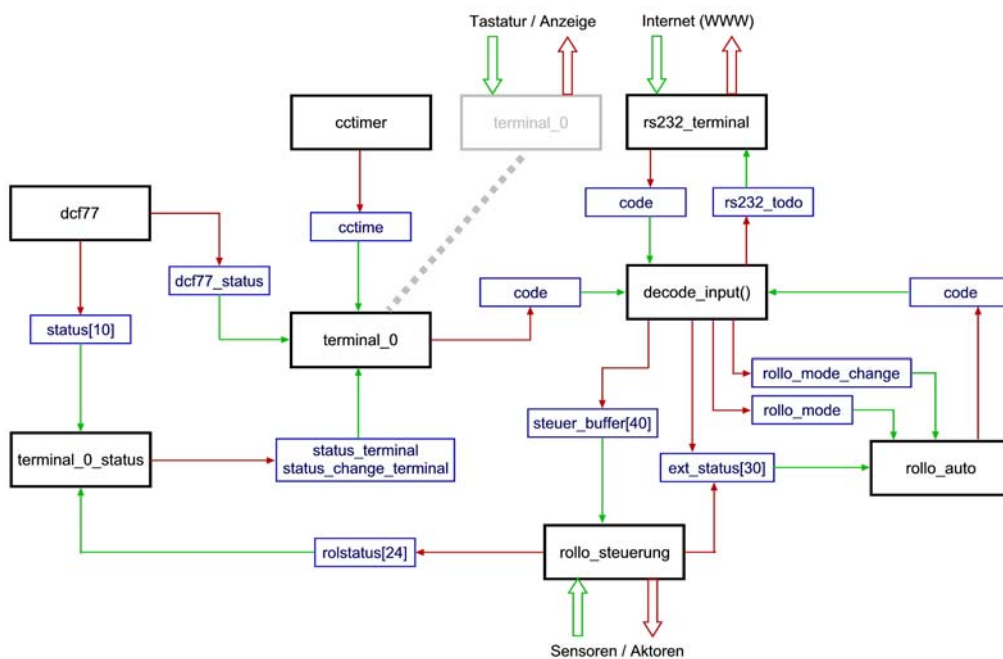 Tastatur / Anzeige
Internet (WWW)
cctimer
terminal_0
rs232_terminal
dcf77
cctime
code
rs232_todo
dcf77_status
code
decode_input()
code
status[10]
terminal_0
rollo_mode_change
rollo_mode
steuer_buffer[40]
terminal_0_status
status_terminal
status_change_terminal
ext_status[30]
rollo_auto
rolstatus[24]
rollo_steuerung
Sensoren / Aktoren